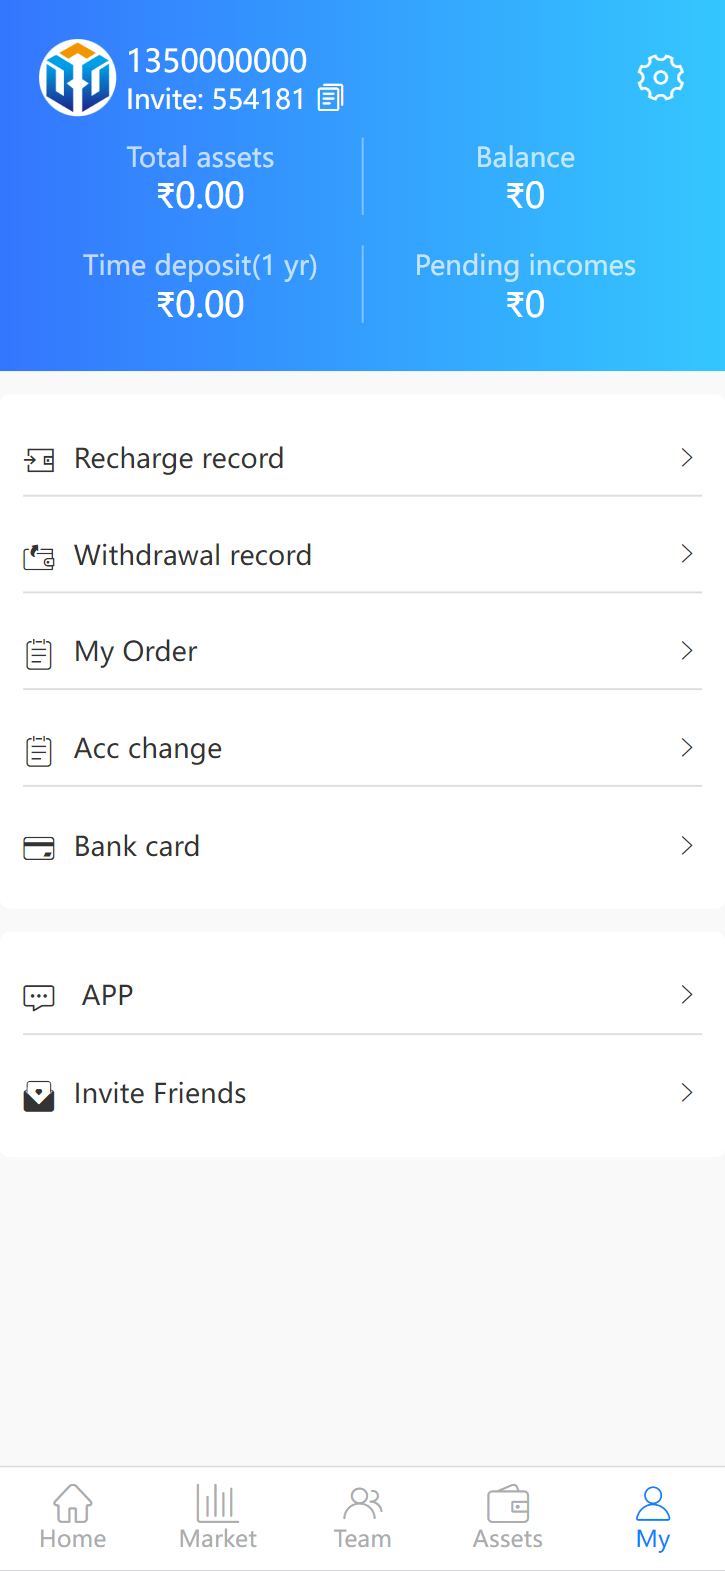 1350000000
Invite: 554181
Total assets
₹0.00
Balance
₹0
Time deposit(1 yr)
₹0.00
Pending incomes
₹0
Recharge record
Withdrawal record
My Order
Acc change
Bank card
APP
Invite Friends
Home
Market
Team
Assets
My